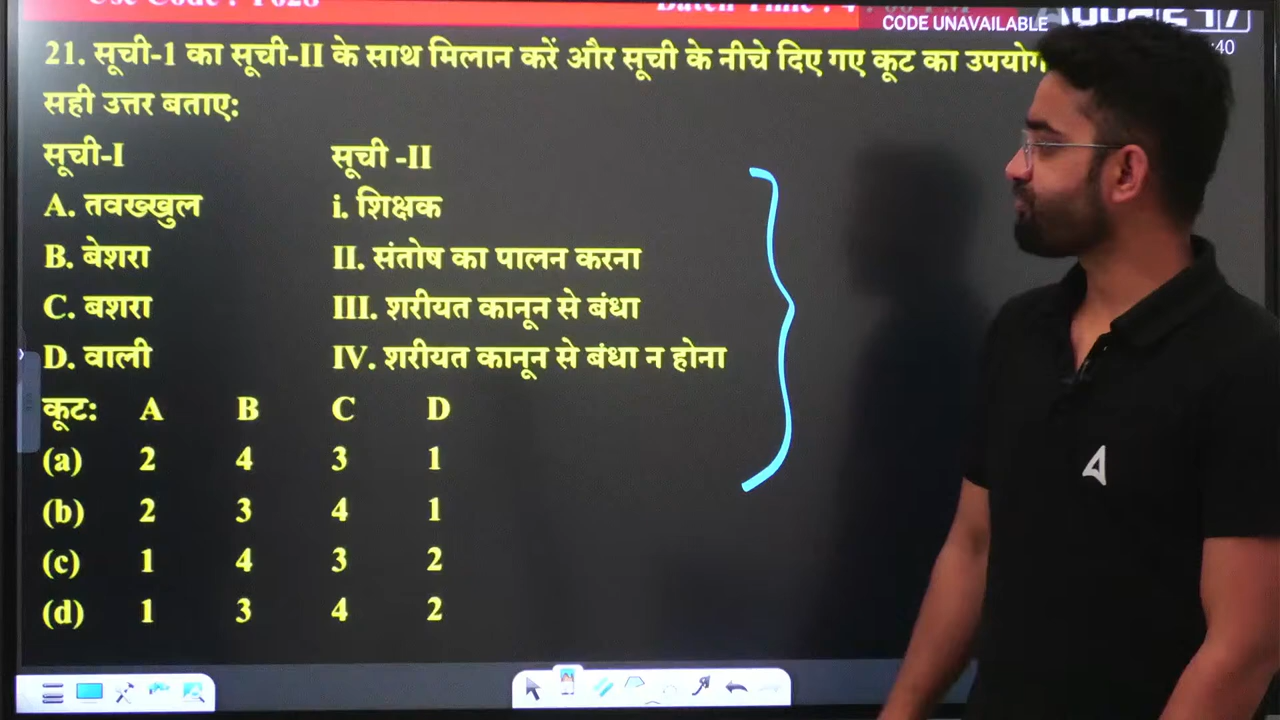 CODE UNAVAILABLE
:40
21. सूची-1 का सूची-II के साथ मिलान करें और सूची के नीचे दिए गए कूट का उपयोग
सही उत्तर बताए:
सूची-I सूची -II
A. तवख्खुल i. शिक्षक
B. बेशरा II. संतोष का पालन करना
C. बशरा III. शरीयत कानून से बंधा
D. वाली IV. शरीयत कानून से बंधा न होना
कूट: A B C D
(a) 2 4 3 1
(b) 2 3 4 1
(c) 1 4 3 2
(d) 1 3 4 2